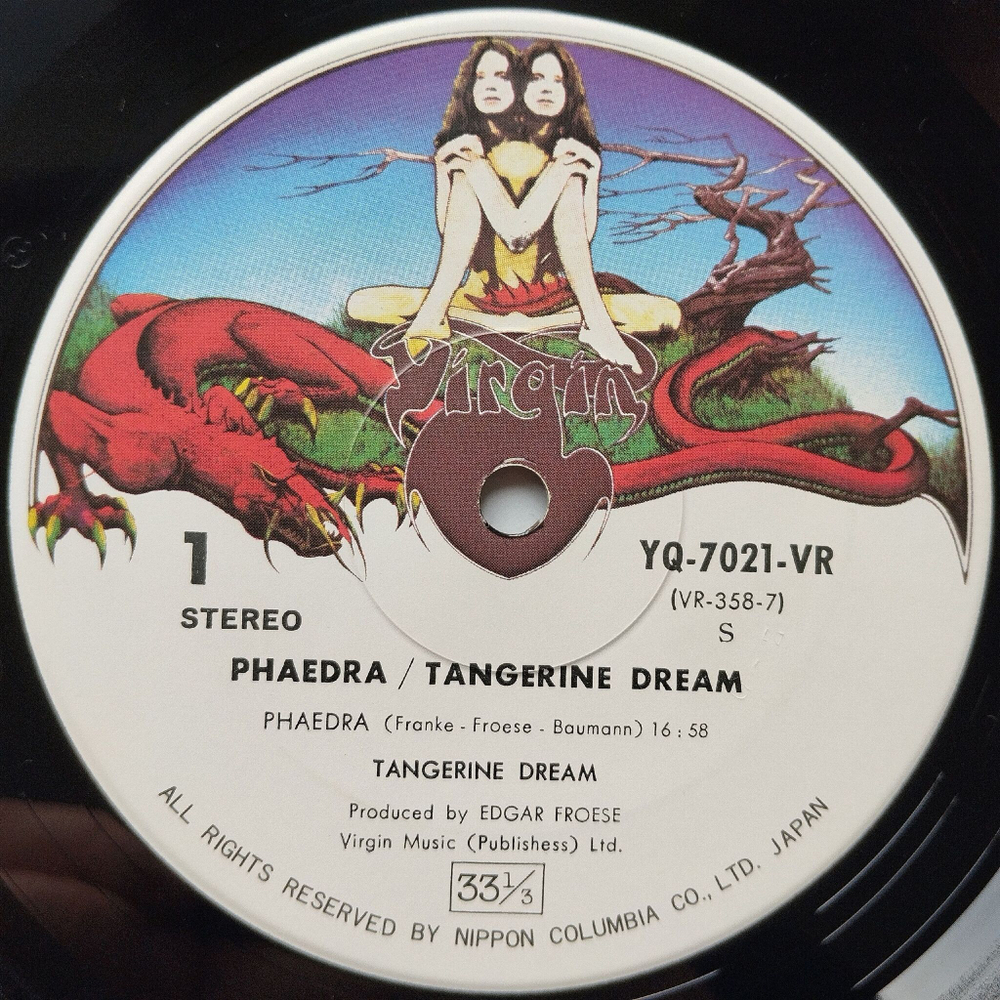 Virgin
1
STEREO
YQ-7021-VR
(VR-358-7)
S
PHAEDRA / TANGERINE DREAM
PHAEDRA (Franke - Froese - Baumann) 16 : 58
TANGERINE DREAM
Produced by EDGAR FROESE
Virgin Music (Publishess) Ltd.
33⅓
ALL RIGHTS RESERVED BY NIPPON COLUMBIA CO., LTD. JAPAN